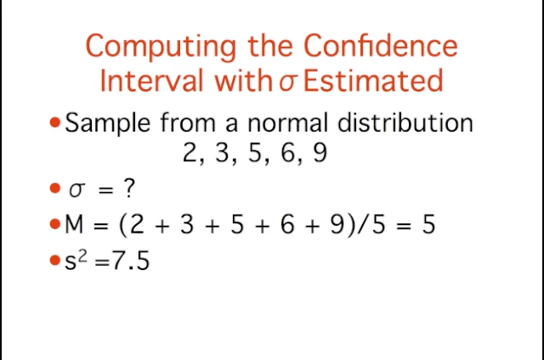 Computing the Confidence
Interval with σ Estimated
•Sample from a normal distribution
2, 3, 5, 6, 9
• σ = ?
•M = (2 + 3 + 5 + 6 + 9)/5 = 5
•s² =7.5